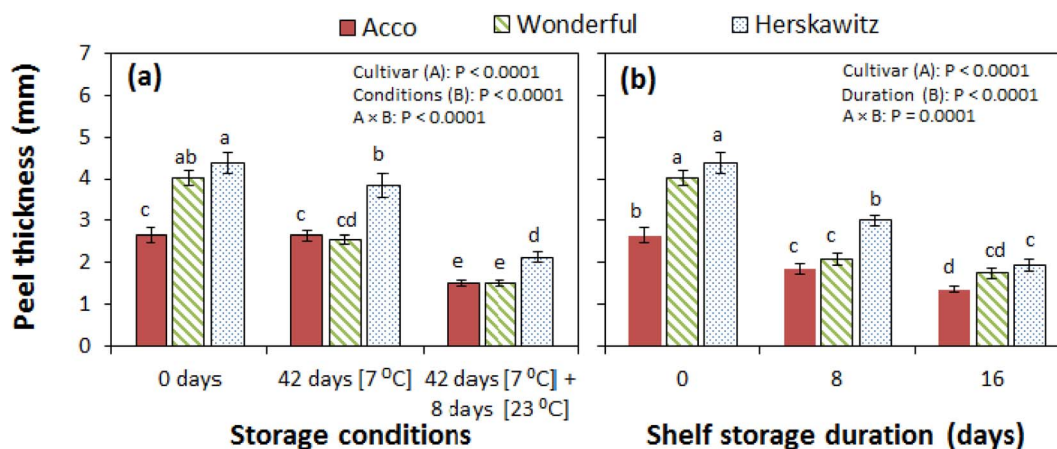 Acco Wonderful Herskawitz
Peel thickness (mm)
7
6
5
4
3
2
1
0
(a)
Cultivar (A): P < 0.0001
Conditions (B): P < 0.0001
A × B: P < 0.0001
c ab a
c cd b
e e d
0 days 42 days [7 ⁰C] 42 days [7 ⁰C] +
8 days [23 ⁰C]
Storage conditions
(b)
Cultivar (A): P < 0.0001
Duration (B): P < 0.0001
A × B: P = 0.0001
b a a
c c b
d cd c
0 8 16
Shelf storage duration (days)